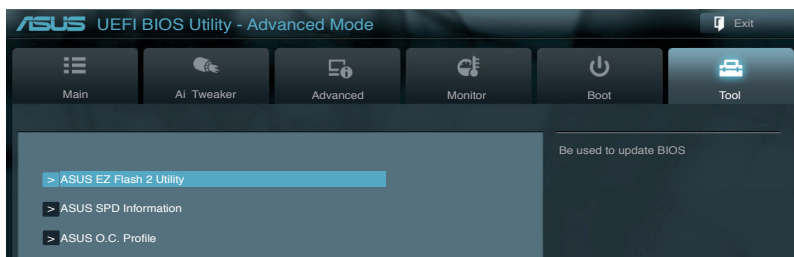 ASUS UEFI BIOS Utility - Advanced Mode
Exit
Main
Ai Tweaker
Advanced
Monitor
Boot
Tool
Be used to update BIOS
> ASUS EZ Flash 2 Utility
> ASUS SPD Information
> ASUS O.C. Profile